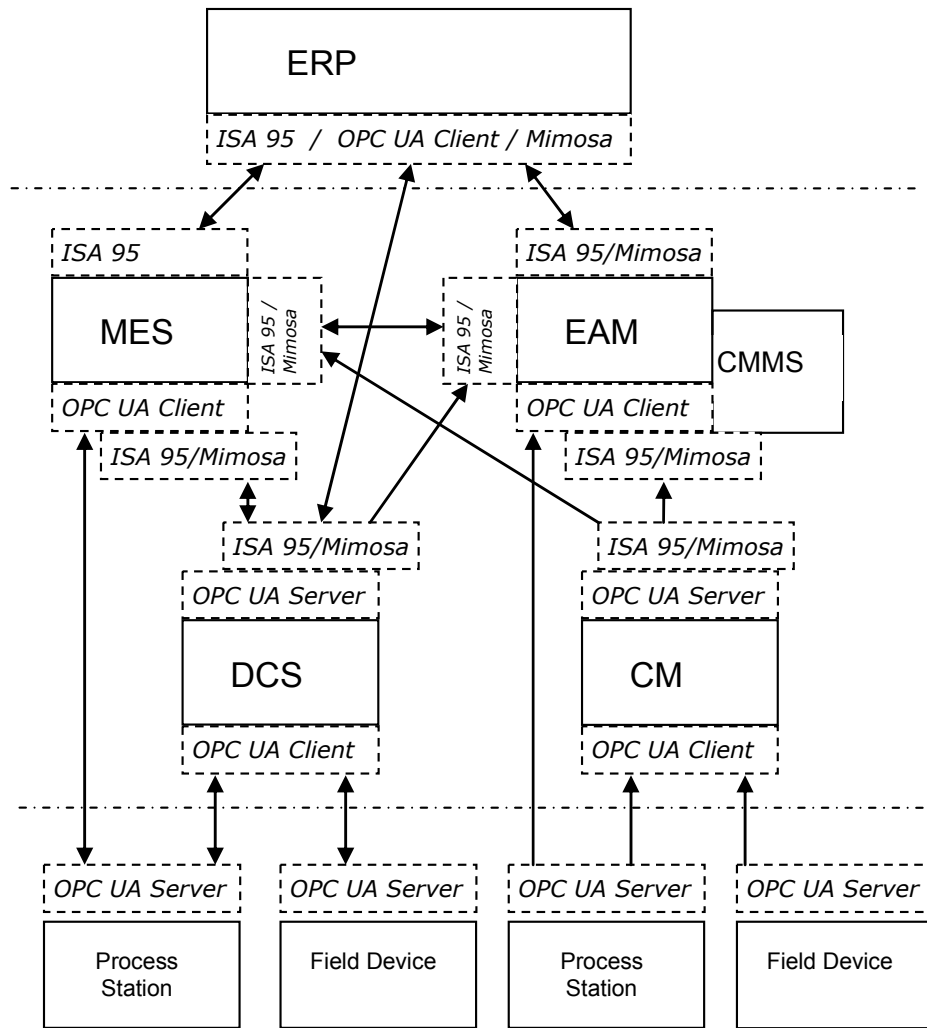 ERP
ISA 95 / OPC UA Client / Mimosa
ISA 95
ISA 95/Mimosa
MES
ISA 95 /
Mimosa
ISA 95 /
Mimosa
EAM
CMMS
OPC UA Client
OPC UA Client
ISA 95/Mimosa
ISA 95/Mimosa
ISA 95/Mimosa
ISA 95/Mimosa
OPC UA Server
OPC UA Server
DCS
CM
OPC UA Client
OPC UA Client
OPC UA Server
OPC UA Server
OPC UA Server
OPC UA Server
Process
Station
Field Device
Process
Station
Field Device